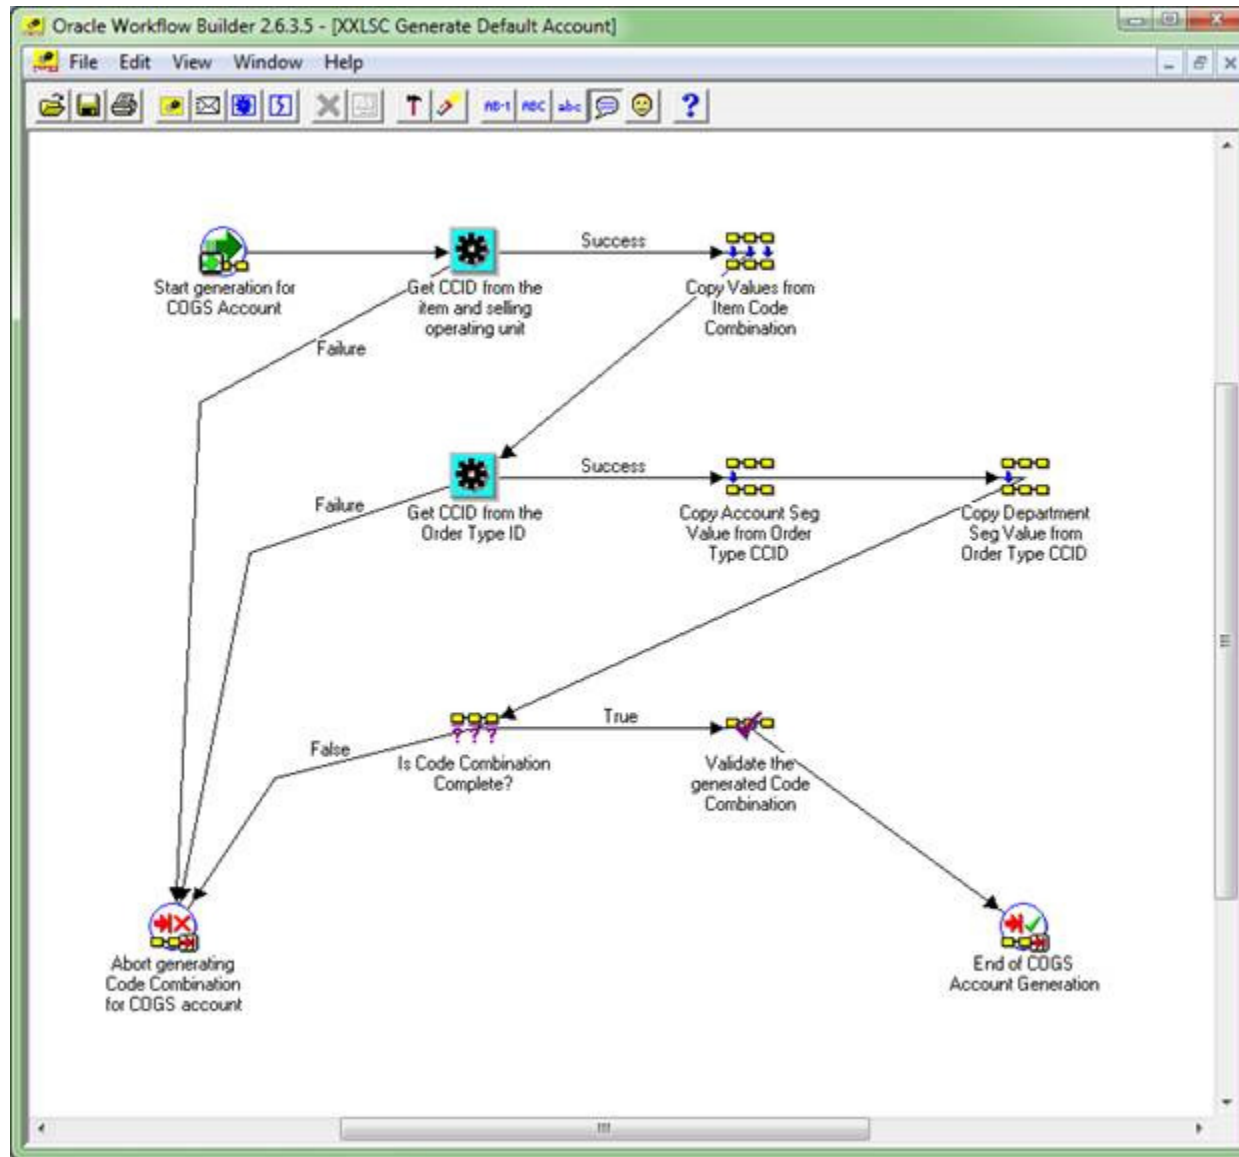 Oracle Workflow Builder 2.6.3.5 - [XXLSC Generate Default Account]
File Edit View Window Help
AB-1 ABC abc ?
Success
Start generation for
COGS Account
Get CCID from the
item and selling
operating unit
Copy Values from
Item Code
Combination
Failure
Success
Failure
Get CCID from the
Order Type ID
Copy Account Seg
Value from Order
Type CCID
Copy Department
Seg Value from
Order Type CCID
True
? ? ?
False
Is Code Combination
Complete?
Validate the
generated Code
Combination
Abort generating
Code Combination
for COGS account
End of COGS
Account Generation